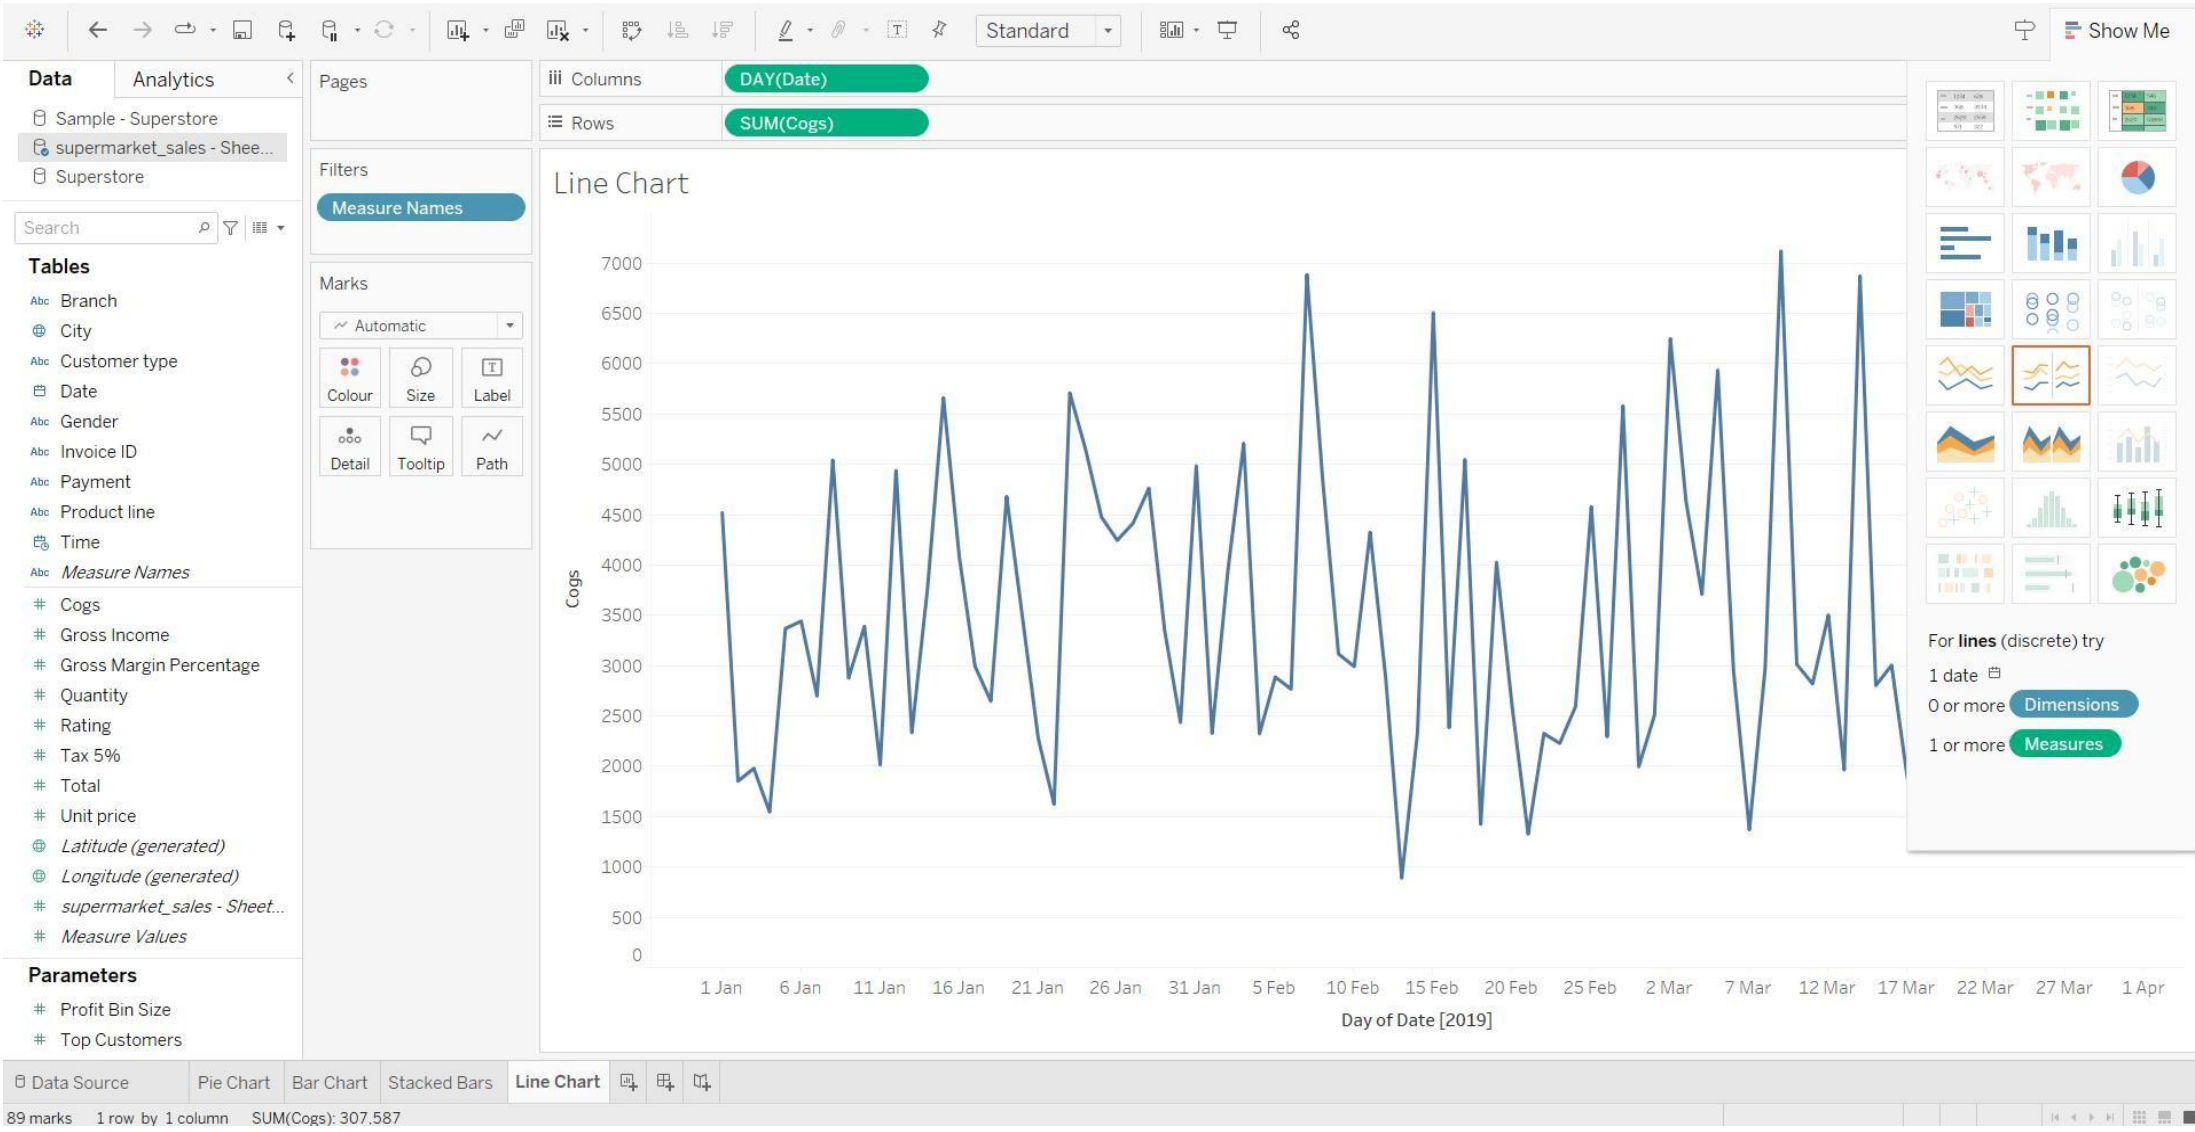 Standard
Show Me
Data
Analytics
Sample - Superstore
supermarket_sales - Shee...
Superstore
Search
Tables
Abc Branch
City
Abc Customer type
Date
Abc Gender
Abc Invoice ID
Abc Payment
Abc Product line
Time
Abc Measure Names
# Cogs
# Gross Income
# Gross Margin Percentage
# Quantity
# Rating
# Tax 5%
# Total
# Unit price
Latitude (generated)
Longitude (generated)
# supermarket_sales - Sheet...
# Measure Values
Parameters
# Profit Bin Size
# Top Customers
Pages
Filters
Measure Names
Marks
Automatic
Colour Size Label
Detail Tooltip Path
Columns DAY(Date)
Rows SUM(Cogs)
Line Chart
7000
6500
6000
5500
5000
4500
4000
3500
3000
2500
2000
1500
1000
500
0
Cogs
1 Jan 6 Jan 11 Jan 16 Jan 21 Jan 26 Jan 31 Jan 5 Feb 10 Feb 15 Feb 20 Feb 25 Feb 2 Mar 7 Mar 12 Mar 17 Mar 22 Mar 27 Mar 1 Apr
Day of Date [2019]
For lines (discrete) try
1 date
0 or more Dimensions
1 or more Measures
Data Source Pie Chart Bar Chart Stacked Bars Line Chart
89 marks 1 row by 1 column SUM(Cogs): 307,587